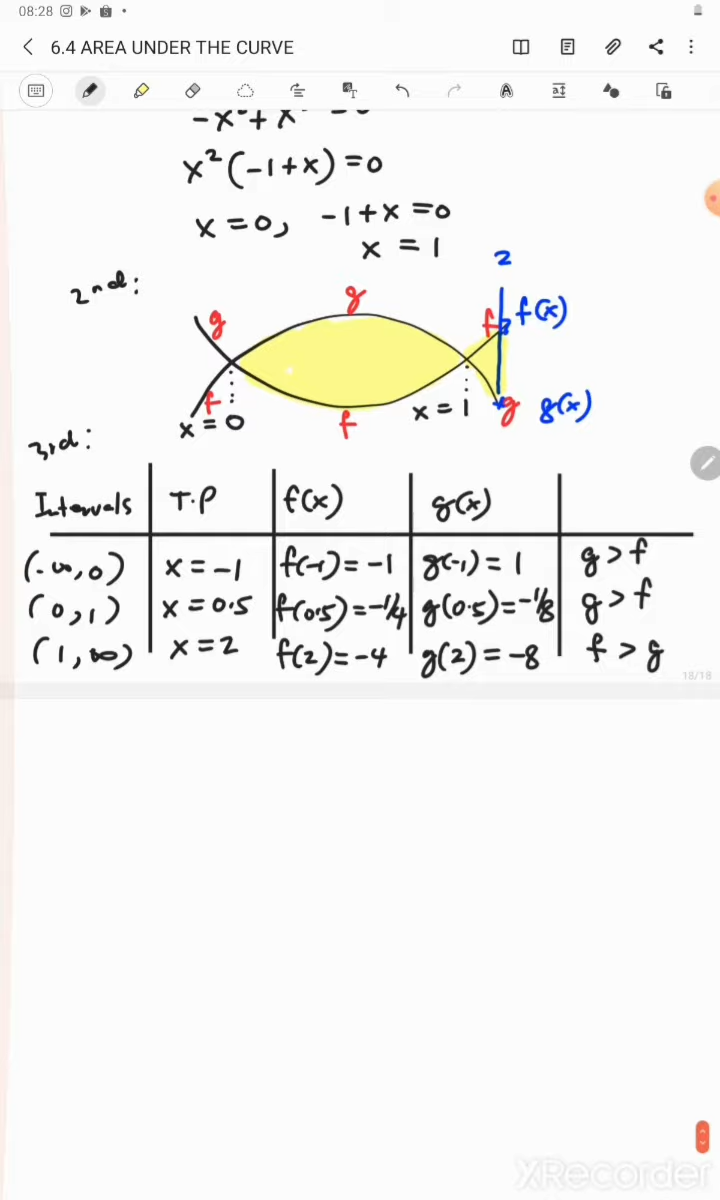 08:28
6.4 AREA UNDER THE CURVE
x²(-1+x)=0
x=0, -1+x=0
x = 1
2nd:
g g f 2 f(x)
f f g g(x)
x=0 x=1
3rd:
Intervals T.P f(x) g(x)
(-∞,0) x=-1 f(-1)=-1 g(-1)=1 g>f
(0,1) x=0.5 f(0.5)=-1/4 g(0.5)=-1/8 g>f
(1,∞) x=2 f(2)=-4 g(2)=-8 f>g
18/18
XRecorder